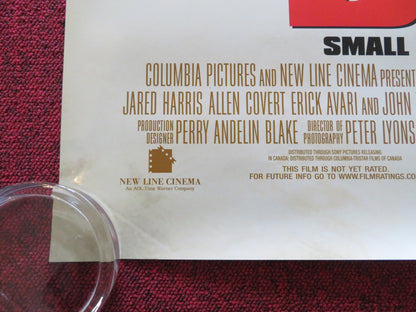 SMALL
COLUMBIA PICTURES AND NEW LINE CINEMA PRESENT
JARED HARRIS ALLEN COVERT ERICK AVARI AND JOHN
PRODUCTION DESIGNER PERRY ANDELIN BLAKE DIRECTOR OF PHOTOGRAPHY PETER LYONS
DISTRIBUTED THROUGH SONY PICTURES RELEASING
IN CANADA: DISTRIBUTED THROUGH COLUMBIA TRISTAR FILMS OF CANADA
THIS FILM IS NOT YET RATED.
FOR FUTURE INFO GO TO WWW.FILMRATINGS.
NEW LINE CINEMA
An AOL Time Warner Company